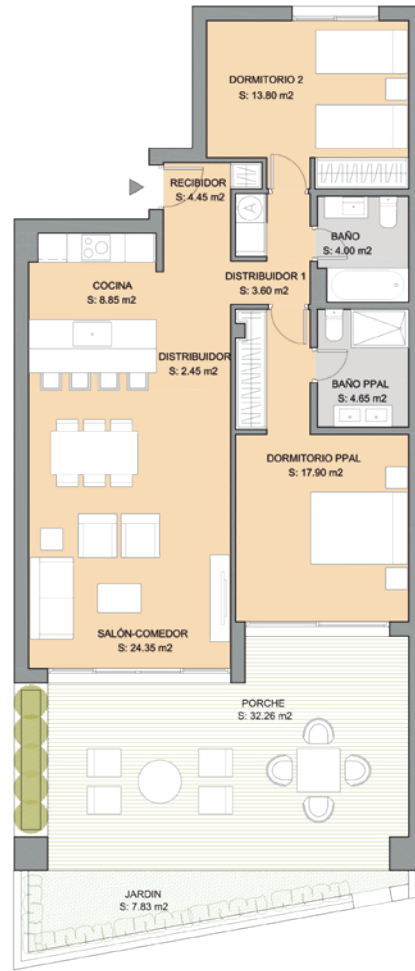 DORMITORIO 2
S: 13.80 m2
RECIBIDOR
S: 4.45 m2
BAÑO
S: 4.00 m2
DISTRIBUIDOR 1
S: 3.60 m2
COCINA
S: 8.85 m2
DISTRIBUIDOR
S: 2.45 m2
BAÑO PPAL
S: 4.65 m2
DORMITORIO PPAL
S: 17.90 m2
SALÓN-COMEDOR
S: 24.35 m2
PORCHE
S: 32.26 m2
JARDIN
S: 7.83 m2